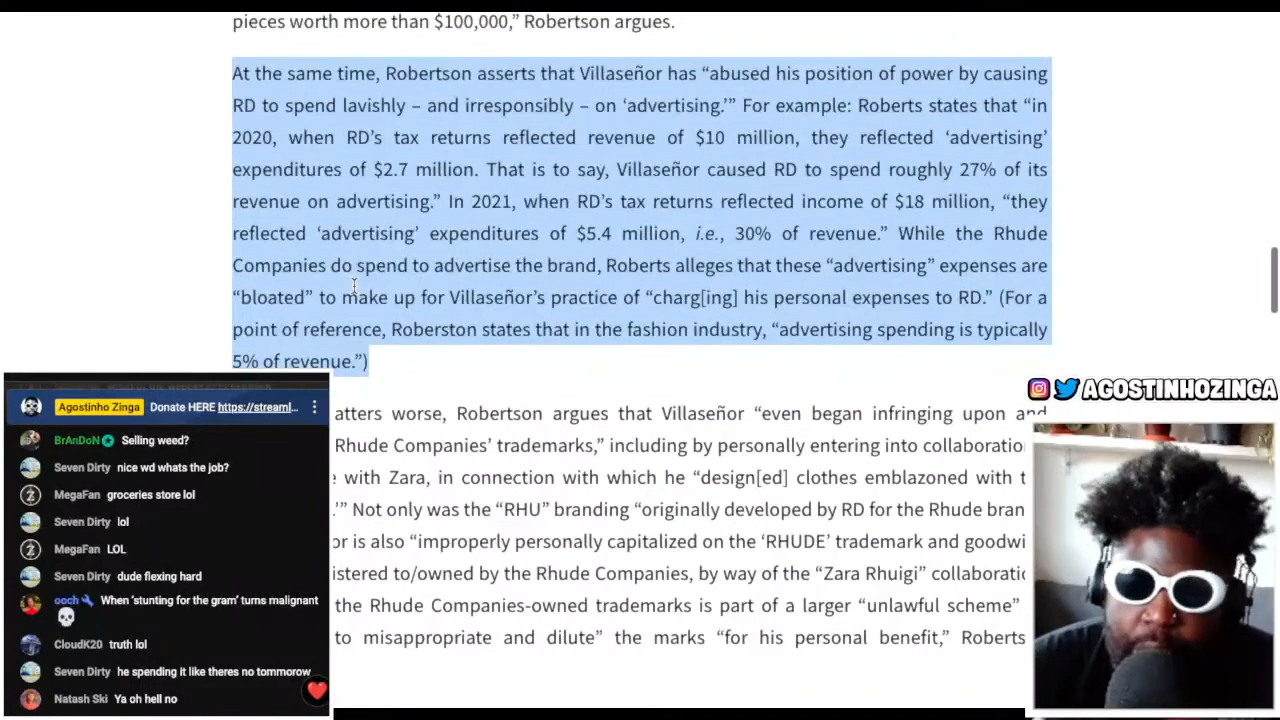 pieces worth more than $100,000,” Robertson argues.
At the same time, Robertson asserts that Villaseñor has “abused his position of power by causing
RD to spend lavishly – and irresponsibly – on ‘advertising.’” For example: Roberts states that “in
2020, when RD’s tax returns reflected revenue of $10 million, they reflected ‘advertising’
expenditures of $2.7 million. That is to say, Villaseñor caused RD to spend roughly 27% of its
revenue on advertising.” In 2021, when RD’s tax returns reflected income of $18 million, “they
reflected ‘advertising’ expenditures of $5.4 million, i.e., 30% of revenue.” While the Rhude
Companies do spend to advertise the brand, Roberts alleges that these “advertising” expenses are
“bloated” to make up for Villaseñor’s practice of “charg[ing] his personal expenses to RD.” (For a
point of reference, Roberston states that in the fashion industry, “advertising spending is typically
5% of revenue.”)
atters worse, Robertson argues that Villaseñor “even began infringing upon and
Rhude Companies’ trademarks,” including by personally entering into collaboration
with Zara, in connection with which he “design[ed] clothes emblazoned with t
’” Not only was the “RHU” branding “originally developed by RD for the Rhude bran
or is also “improperly personally capitalized on the ‘RHUDE’ trademark and goodwi
istered to/owned by the Rhude Companies, by way of the “Zara Rhuigi” collaboratio
the Rhude Companies-owned trademarks is part of a larger “unlawful scheme”
to misappropriate and dilute” the marks “for his personal benefit,” Roberts
Agostinho Zinga Donate HERE https://streaml...
BrAnDoN Selling weed?
Seven Dirty nice wd whats the job?
MegaFan groceries store lol
Seven Dirty lol
MegaFan LOL
Seven Dirty dude flexing hard
ooch When ‘stunting for the gram’ turns malignant
CloudK20 truth lol
Seven Dirty he spending it like theres no tommorow
Natash Ski Ya oh hell no
AGOSTINHOZINGA